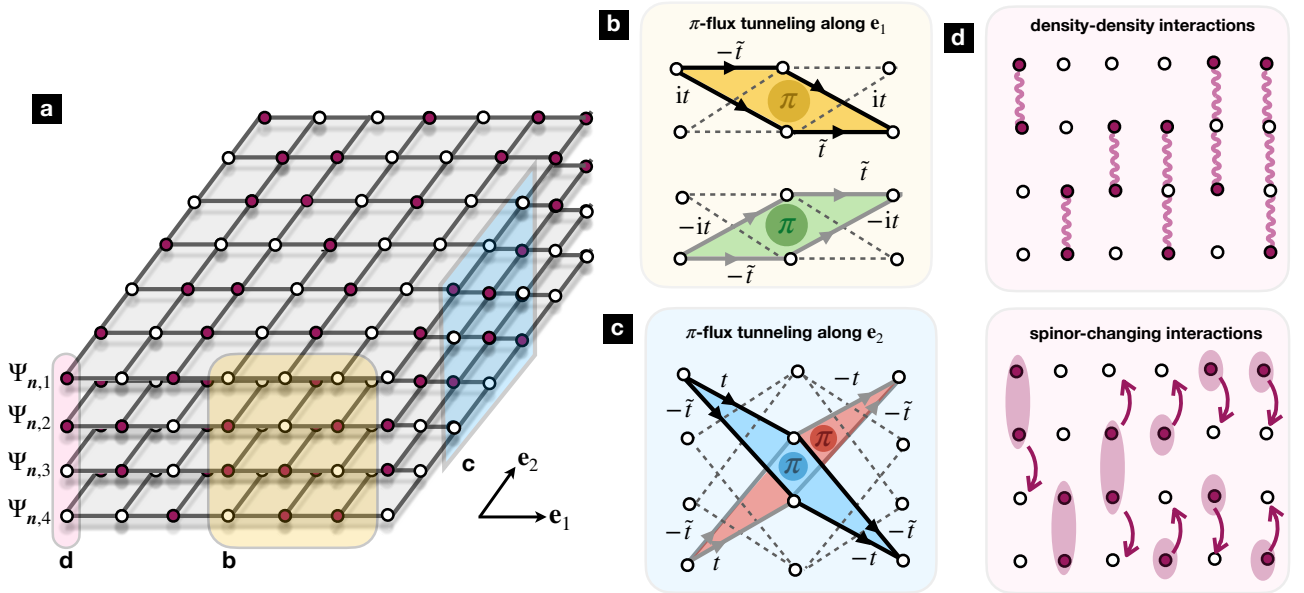 a
Ψn,1
Ψn,2
Ψn,3
Ψn,4
d
b
c
e2
e1
b
π-flux tunneling along e1
−t̃
it
π
it
t̃
t̃
−it
π
−it
−t̃
c
π-flux tunneling along e2
t
−t
−t̃
−t̃
π
π
−t̃
−t̃
t
−t
d
density-density interactions
spinor-changing interactions